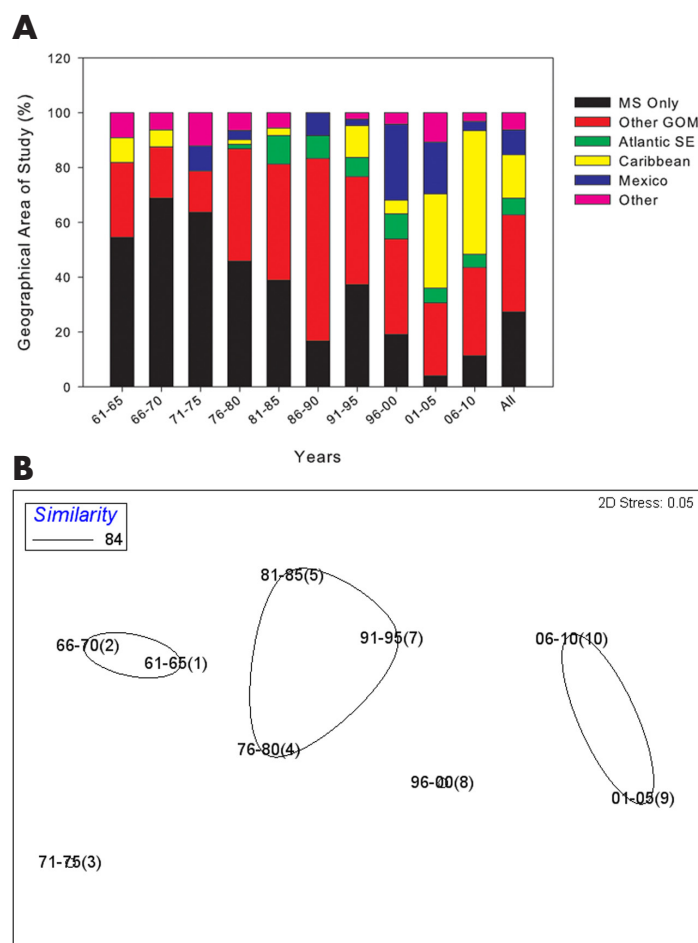 A
120
100
80
60
40
20
0
Geographical Area of Study (%)
61-65
66-70
71-75
76-80
81-85
86-90
91-95
96-00
01-05
06-10
All
Years
MS Only
Other GOM
Atlantic SE
Caribbean
Mexico
Other
B
Similarity
84
2D Stress: 0.05
81-85(5)
66-70(2)
61-65(1)
91-95(7)
06-10(10)
76-80(4)
96-00(8)
01-05(9)
71-75(3)